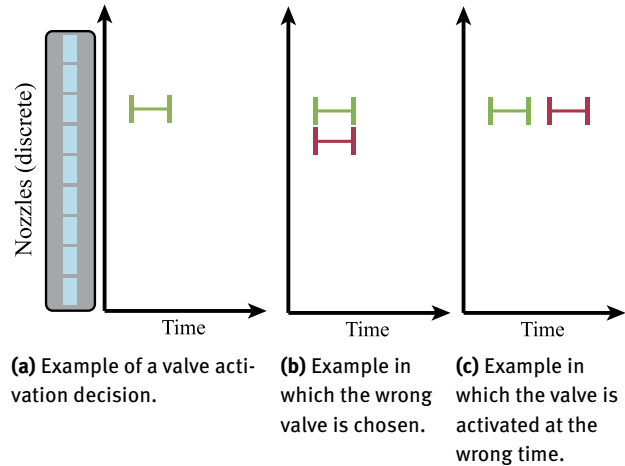 Nozzles (discrete)
Time
Time
Time
(a) Example of a valve acti-
vation decision.
(b) Example in
which the wrong
valve is chosen.
(c) Example in
which the valve is
activated at the
wrong time.